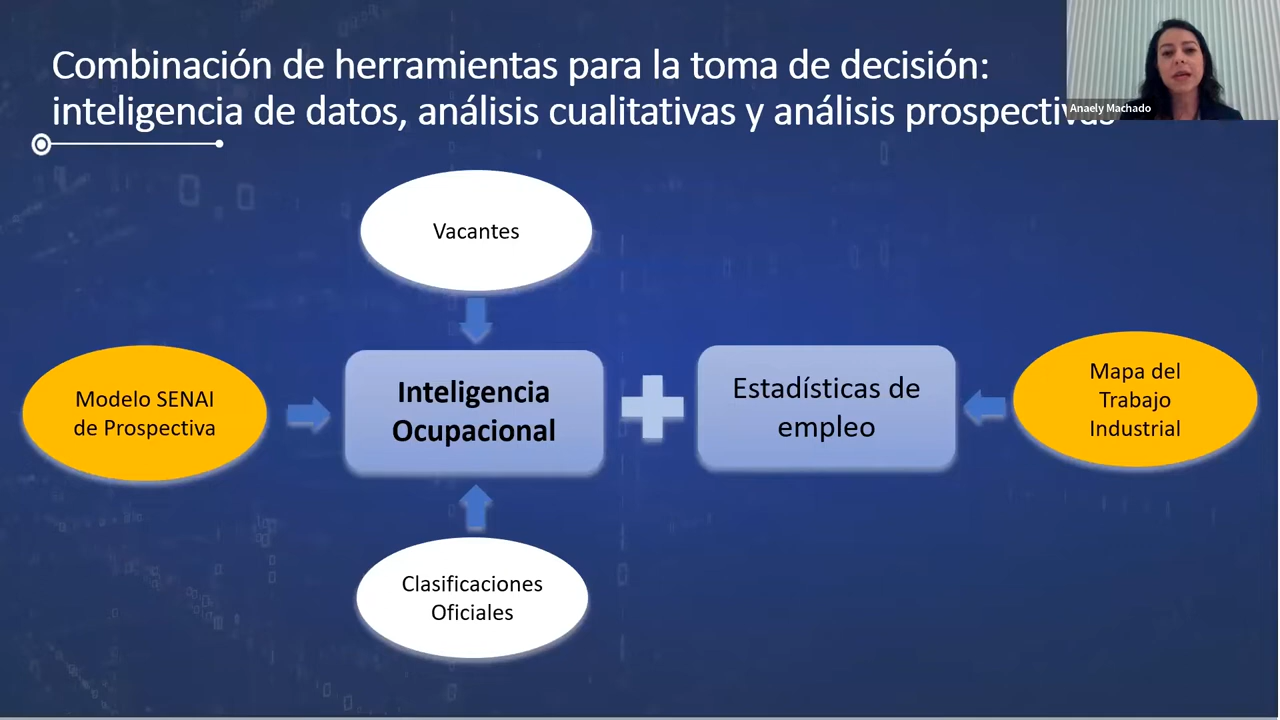 Combinación de herramientas para la toma de decisión:
inteligencia de datos, análisis cualitativas y análisis prospectivas
Anaely Machado
Vacantes
Modelo SENAI
de Prospectiva
Inteligencia
Ocupacional
Estadísticas de
empleo
Mapa del
Trabajo
Industrial
Clasificaciones
Oficiales